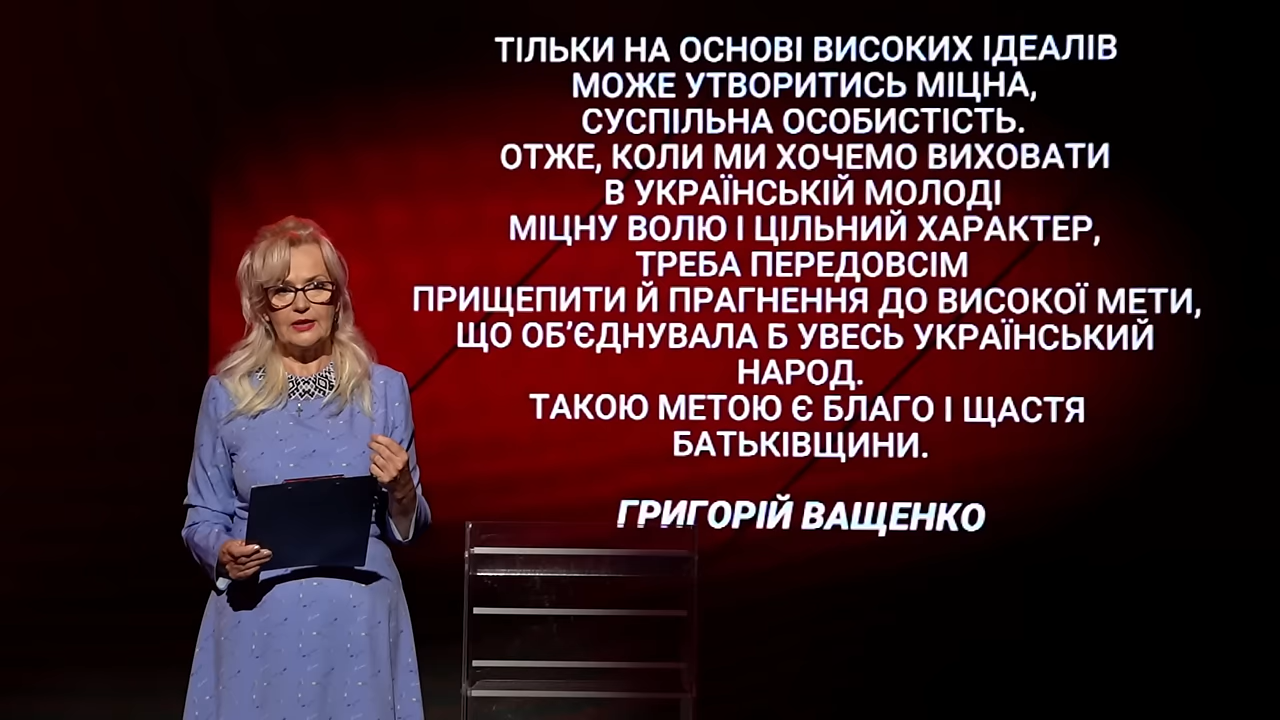 ТІЛЬКИ НА ОСНОВІ ВИСОКИХ ІДЕАЛІВ
МОЖЕ УТВОРИТИСЬ МІЦНА,
СУСПІЛЬНА ОСОБИСТІСТЬ.
ОТЖЕ, КОЛИ МИ ХОЧЕМО ВИХОВАТИ
В УКРАЇНСЬКІЙ МОЛОДІ
МІЦНУ ВОЛЮ І ЦІЛЬНИЙ ХАРАКТЕР,
ТРЕБА ПЕРЕДОВСІМ
ПРИЩЕПИТИ Й ПРАГНЕННЯ ДО ВИСОКОЇ МЕТИ,
ЩО ОБ’ЄДНУВАЛА Б УВЕСЬ УКРАЇНСЬКИЙ
НАРОД.
ТАКОЮ МЕТОЮ Є БЛАГО І ЩАСТЯ
БАТЬКІВЩИНИ.
ГРИГОРІЙ ВАЩЕНКО